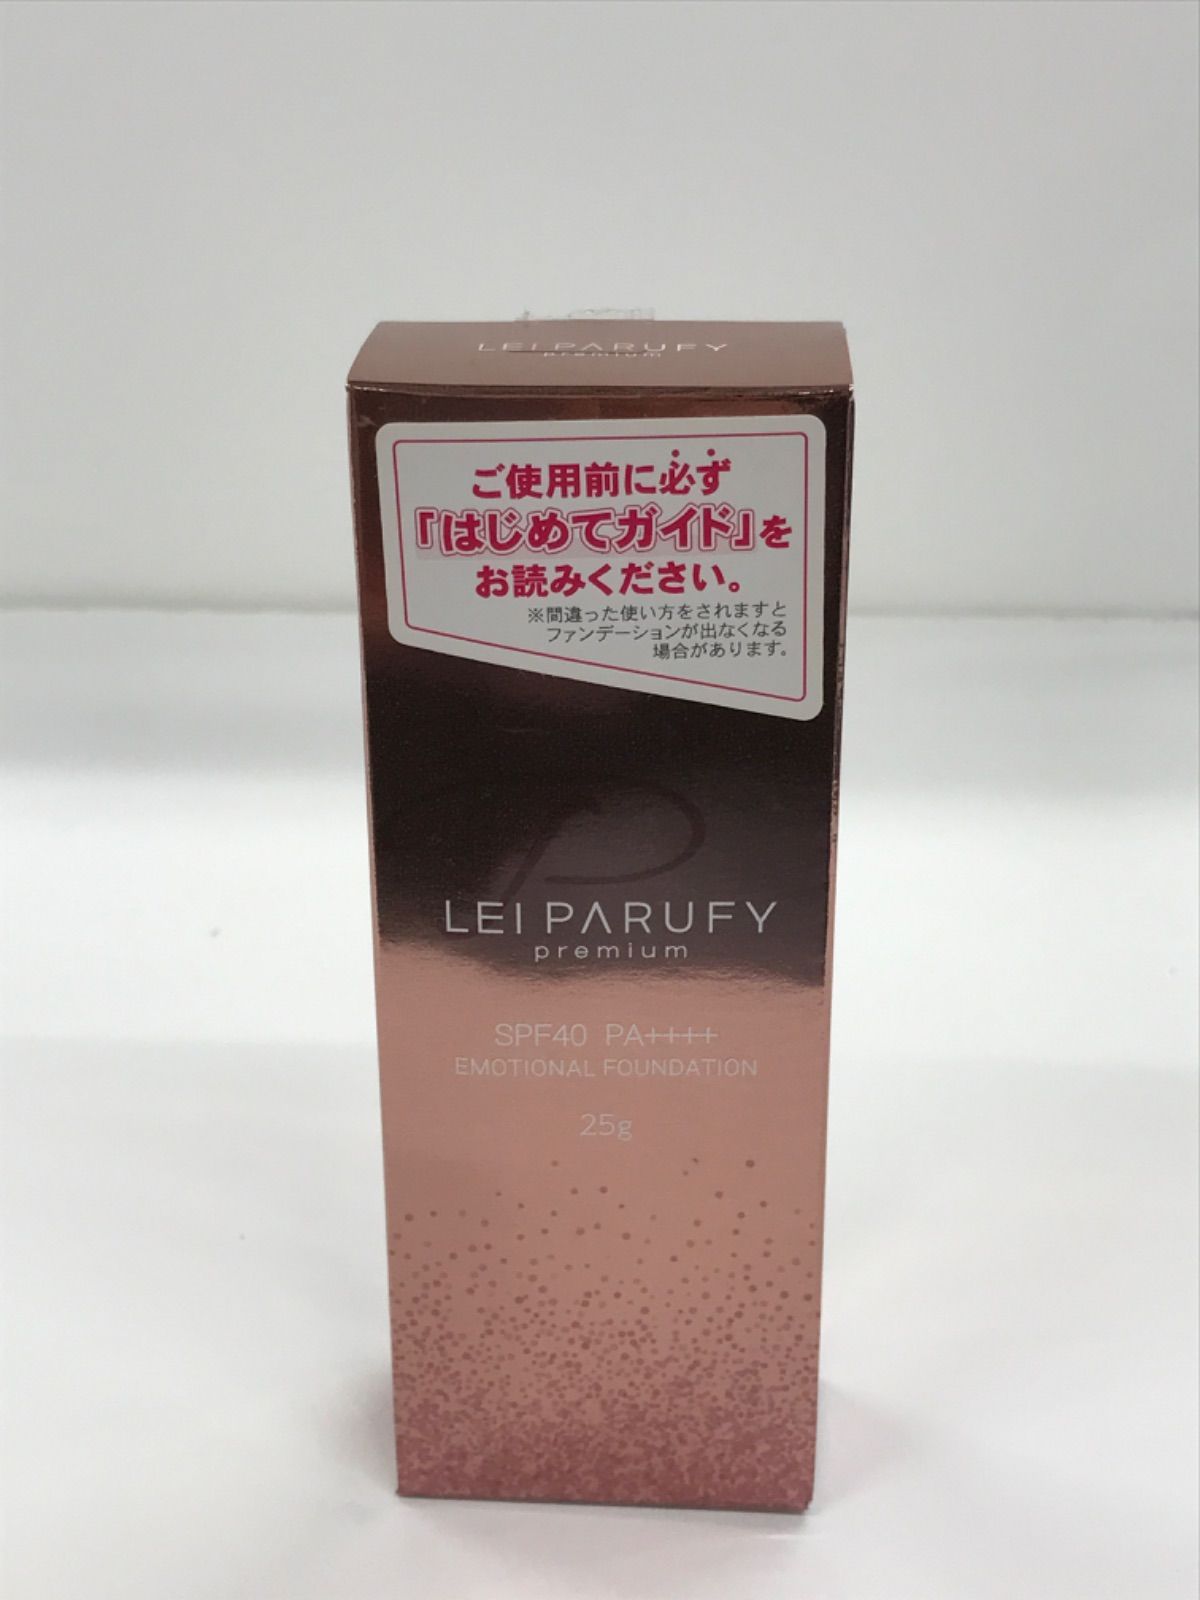 LEI PARUFY
premium
ご使用前に必ず
「はじめてガイド」を
お読みください。
※間違った使い方をされますと
ファンデーションが出なくなる
場合があります。
LEI PARUFY
premium
SPF40 PA++++
EMOTIONAL FOUNDATION
25g